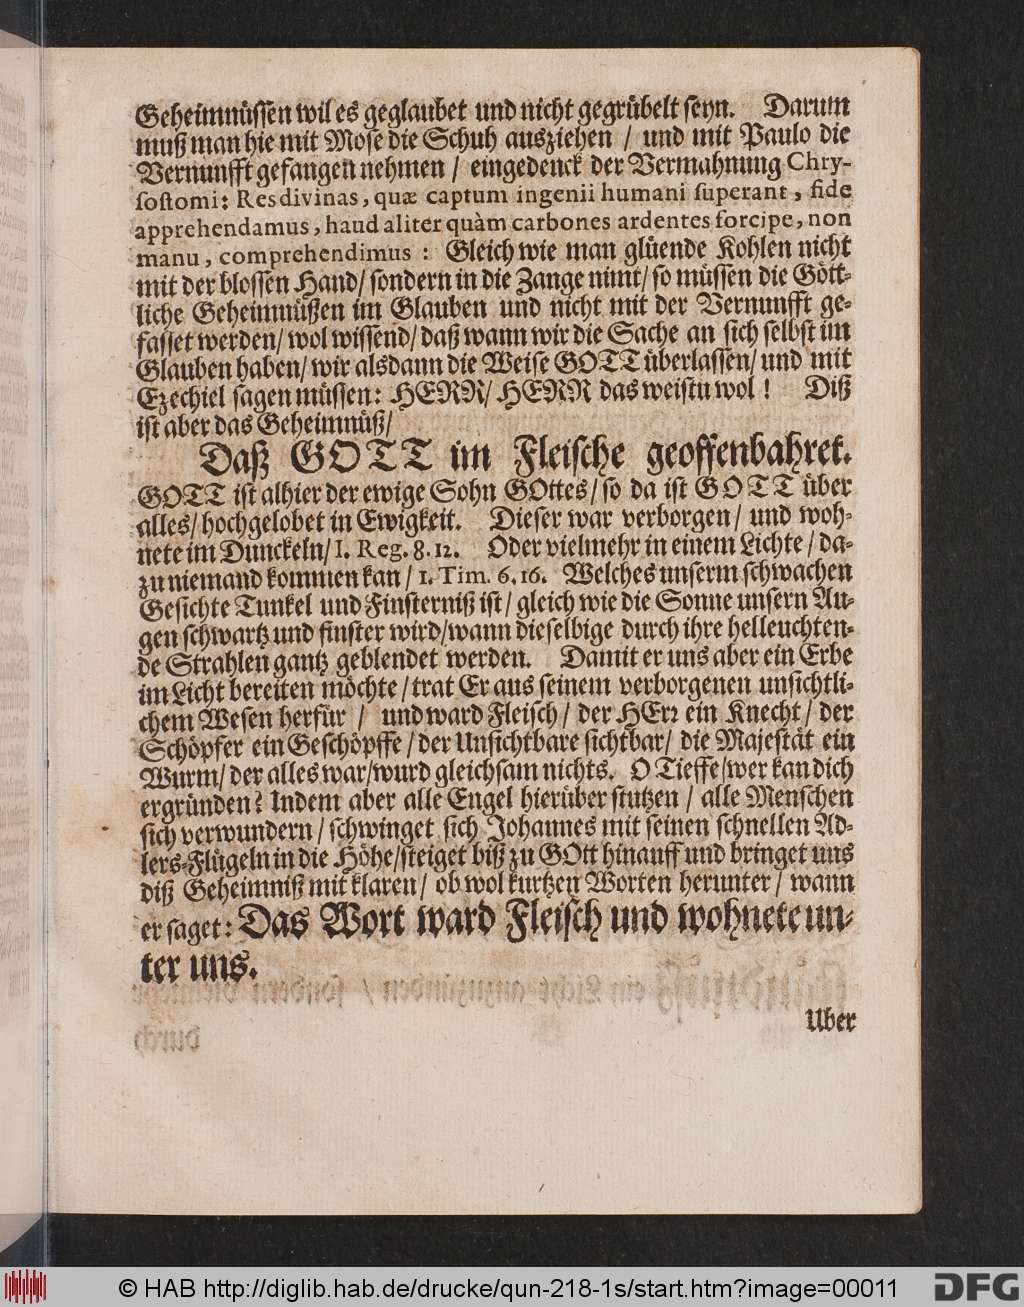 Geheimnüssen wil es geglaubet und nicht gegrübelt seyn. Darum
muß man hie mit Mose die Schuh ausziehen / und mit Paulo die
Vernunfft gefangen nehmen / eingedenck der Vermahnung Chry-
sostomi: Res divinas, quæ captum ingenii humani superant, fide
apprehendamus, haud aliter quàm carbones ardentes forcipe, non
manu, comprehendimus : Gleich wie man glüende Kohlen nicht
mit der blossen Hand/ sondern in die Zange nimt/ so müssen die Gött-
liche Geheimnüßen im Glauben und nicht mit der Vernunfft ge-
fasset werden/ wol wissend/ daß wann wir die Sache an sich selbst im
Glauben haben/ wir alsdann die Weise GOTT überlassen/ und mit
Ezechiel sagen müssen: HERR/ HERR das weistu wol ! Diß
ist aber das Geheimnüß/
Daß GOTT im Fleische geoffenbahret.
GOTT ist alhier der ewige Sohn GOttes/ so da ist GOTT über
alles/ hochgelobet in Ewigkeit. Dieser war verborgen / und woh-
nete im Dunckeln/ I. Reg. 8. 12. Oder vielmehr in einem Lichte / da-
zu niemand kommen kan / 1. Tim. 6. 16. Welches unserm schwachen
Gesichte Tunkel und Finsterniß ist / gleich wie die Sonne unsern Au-
gen schwartz und finster wird/ wann dieselbige durch ihre helleuchten-
de Strahlen gantz geblendet werden. Damit er uns aber ein Erbe
im Licht bereiten möchte / trat Er aus seinem verborgenen unsichtli-
chem Wesen herfür / und ward Fleisch / der HErr ein Knecht / der
Schöpfer ein Geschöpffe / der Unsichtbare sichtbar / die Majestät ein
Wurm / der alles war/ wurd gleichsam nichts. O Tieffe/ wer kan dich
ergründen? Indem aber alle Engel hierüber stutzen / alle Menschen
sich verwundern / schwinget sich Johannes mit seinen schnellen Ad-
lers-Flügeln in die Höhe/ steiget biß zu GOtt hinauff und bringet uns
diß Geheimniß mit klaren / ob wol kurtzen Worten herunter / wann
er saget: Das Wort ward Fleisch und wohnete un-
ter uns.
Uber
© HAB http://diglib.hab.de/drucke/qun-218-1s/start.htm?image=00011
DFG